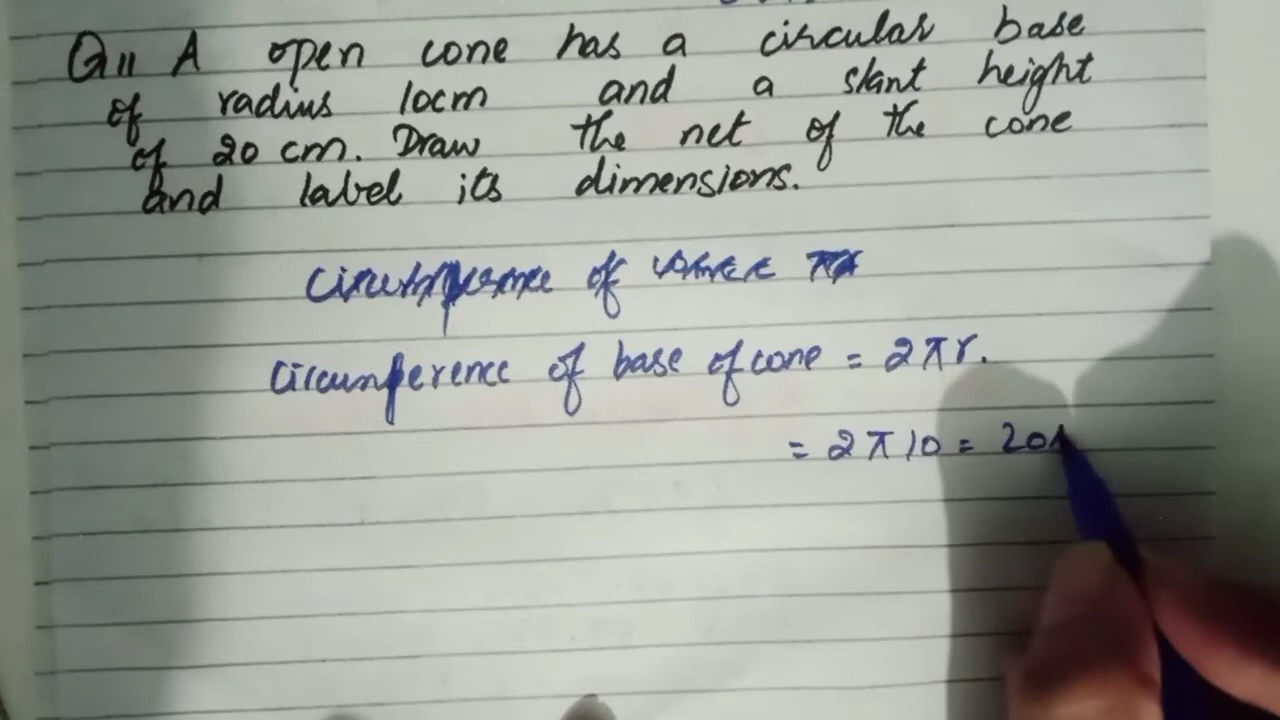 Q11 A open cone has a circular base
of radius 10cm and a slant height
of 20 cm. Draw the net of the cone
and label its dimensions.
of
circumference of base of cone = 2πr.
= 2π10 = 20